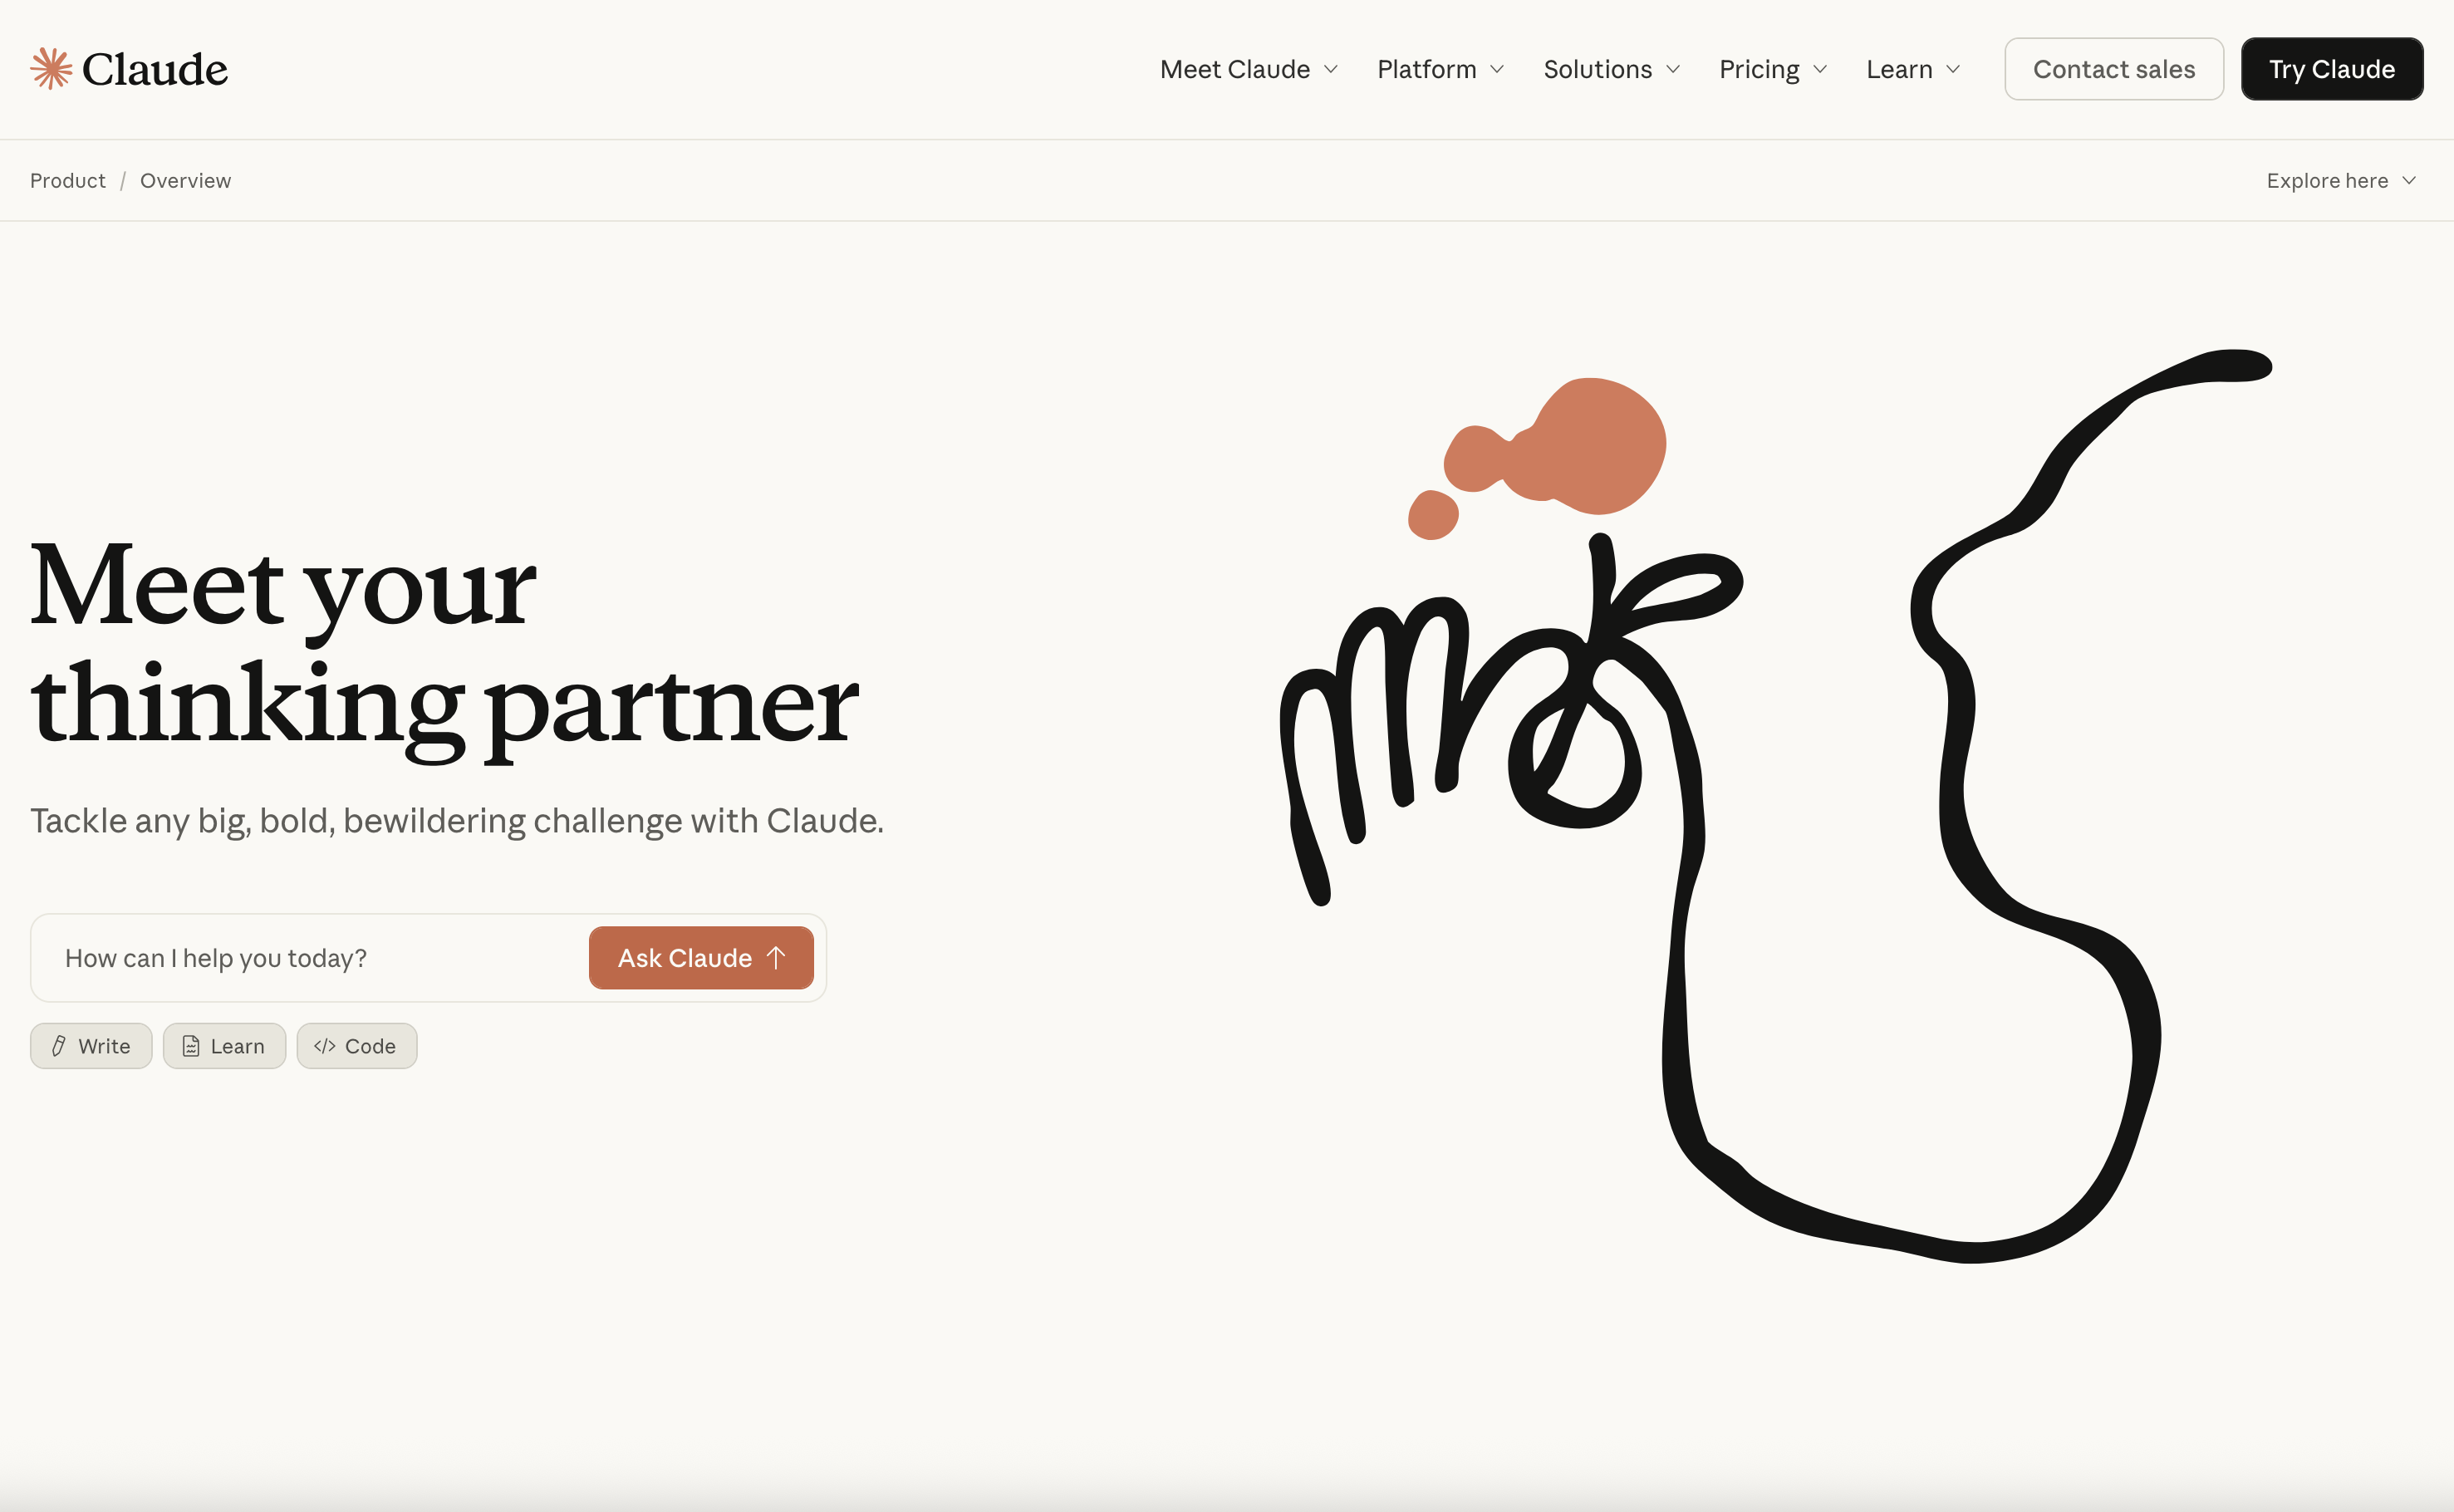 Claude
Meet Claude Platform Solutions Pricing Learn Contact sales Try Claude
Product / Overview
Explore here
Meet your
thinking partner
Tackle any big, bold, bewildering challenge with Claude.
How can I help you today?
Ask Claude
Write Learn Code